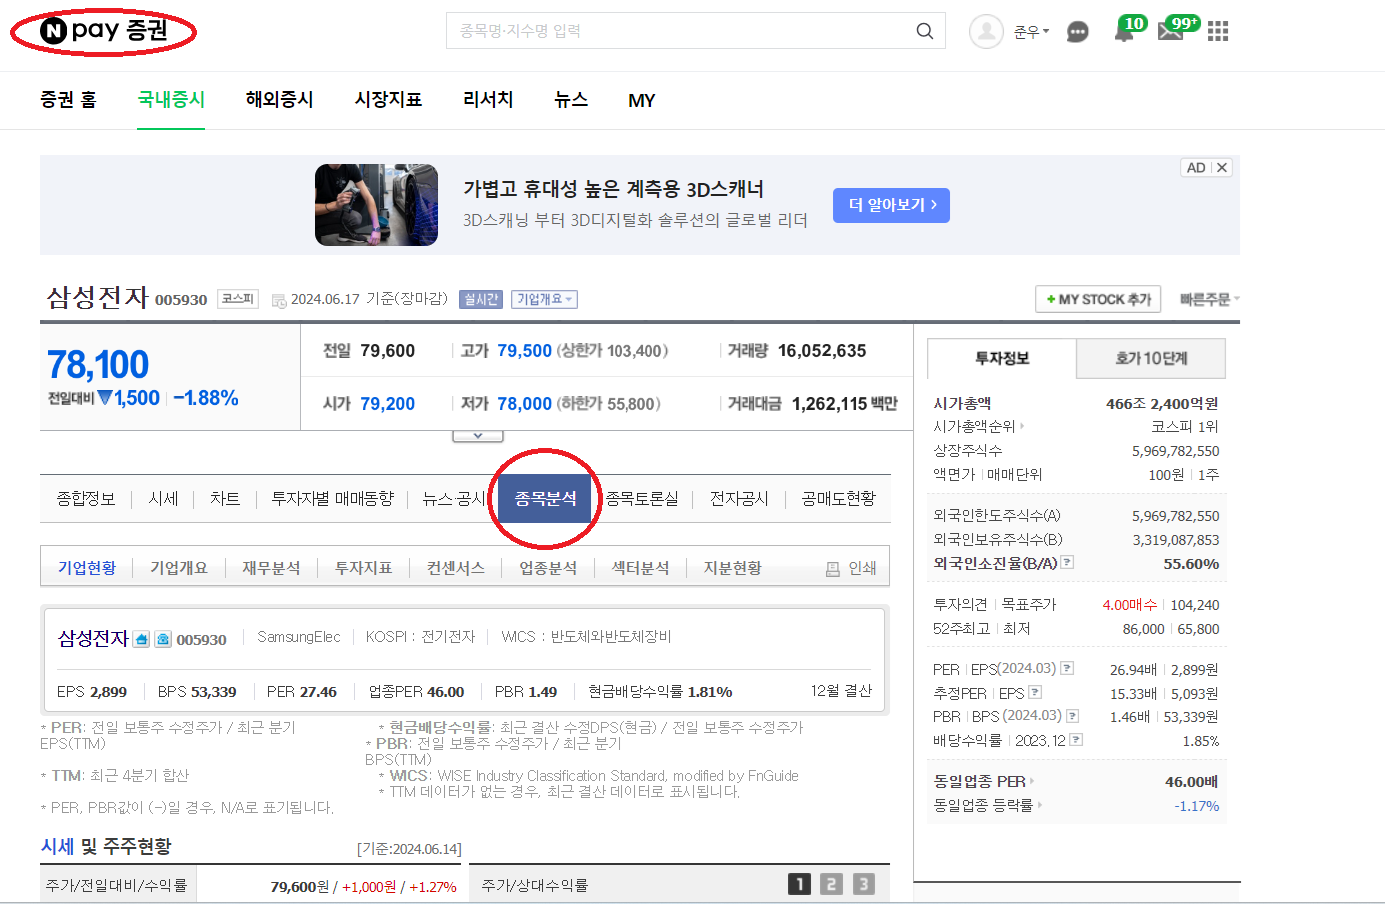 N pay 증권
종목명·지수명 입력
준우
10
99+
증권 홈 국내증시 해외증시 시장지표 리서치 뉴스 MY
AD
가볍고 휴대성 높은 계측용 3D스캐너
3D스캐닝 부터 3D디지털화 솔루션의 글로벌 리더
더 알아보기 >
삼성전자 005930 코스피 2024.06.17 기준(장마감) 실시간 기업개요
+ MY STOCK 추가 빠른주문
78,100
전일대비 ▼1,500 −1.88%
전일 79,600 고가 79,500 (상한가 103,400) 거래량 16,052,635
시가 79,200 저가 78,000 (하한가 55,800) 거래대금 1,262,115 백만
종합정보 시세 차트 투자자별 매매동향 뉴스·공시 종목분석 종목토론실 전자공시 공매도현황
기업현황 기업개요 재무분석 투자지표 컨센서스 업종분석 섹터분석 지분현황 인쇄
삼성전자 005930 SamsungElec KOSPI : 전기전자 WICS : 반도체와반도체장비
EPS 2,899 BPS 53,339 PER 27.46 업종PER 46.00 PBR 1.49 현금배당수익률 1.81% 12월 결산
* PER: 전일 보통주 수정주가 / 최근 분기
EPS(TTM)
* TTM: 최근 4분기 합산
* PER, PBR값이 (-)일 경우, N/A로 표기됩니다.
* 현금배당수익률: 최근 결산 수정DPS(현금) / 전일 보통주 수정주가
* PBR: 전일 보통주 수정주가 / 최근 분기
BPS(TTM)
* WICS: WISE Industry Classification Standard, modified by FnGuide
* TTM 데이터가 없는 경우, 최근 결산 데이터로 표시됩니다.
시세 및 주주현황 [기준:2024.06.14]
주가/전일대비/수익률 79,600원 / +1,000원 / +1.27%
주가/상대수익률 1 2 3
투자정보 호가 10단계
시가총액 466조 2,400억원
시가총액순위 코스피 1위
상장주식수 5,969,782,550
액면가 매매단위 100원 1주
외국인한도주식수(A) 5,969,782,550
외국인보유주식수(B) 3,319,087,853
외국인소진율(B/A) ? 55.60%
투자의견 목표주가 4.00매수 104,240
52주최고 최저 86,000 65,800
PER EPS(2024.03) ? 26.94배 2,899원
추정PER EPS ? 15.33배 5,093원
PBR BPS (2024.03) ? 1.46배 53,339원
배당수익률 2023.12 ? 1.85%
동일업종 PER 46.00배
동일업종 등락률 -1.17%